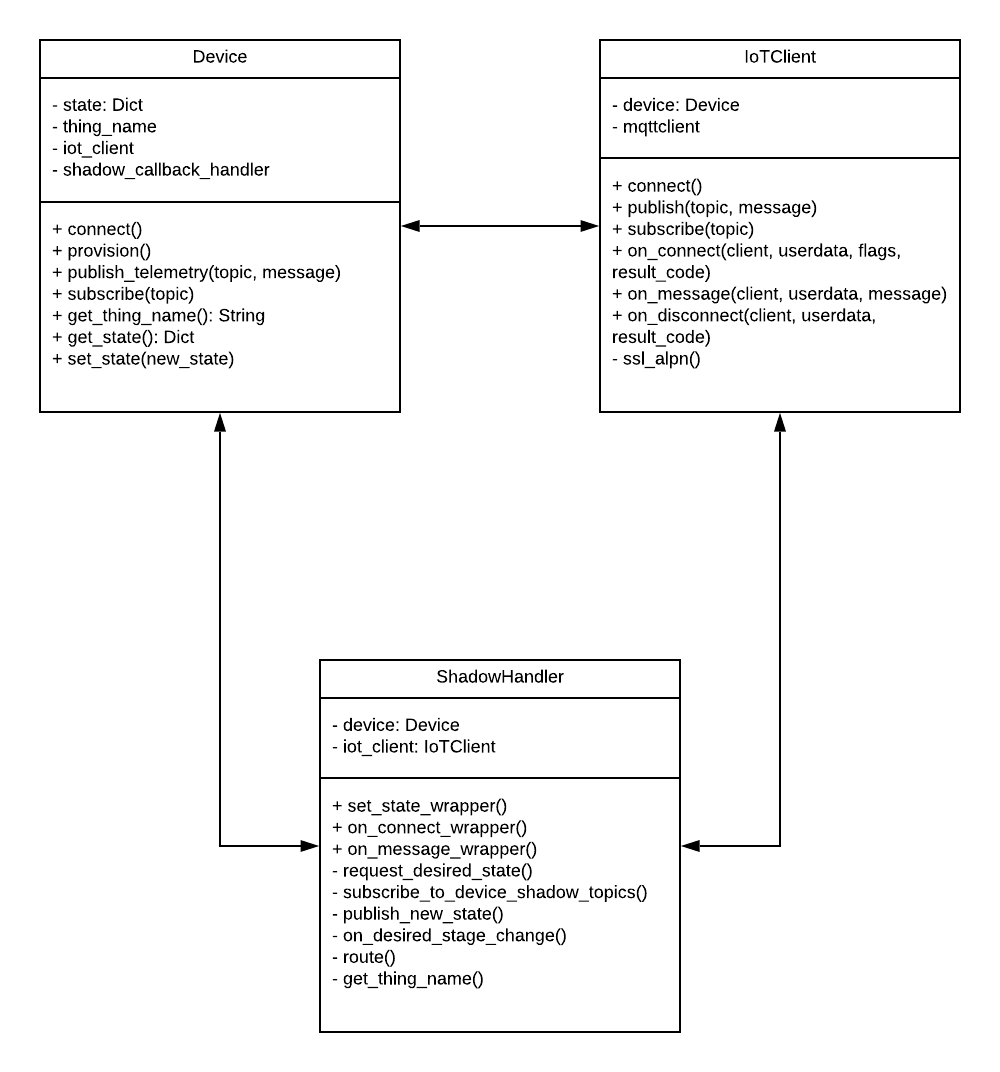 Device
- state: Dict
- thing_name
- iot_client
- shadow_callback_handler
+ connect()
+ provision()
+ publish_telemetry(topic, message)
+ subscribe(topic)
+ get_thing_name(): String
+ get_state(): Dict
+ set_state(new_state)
IoTClient
- device: Device
- mqttclient
+ connect()
+ publish(topic, message)
+ subscribe(topic)
+ on_connect(client, userdata, flags,
result_code)
+ on_message(client, userdata, message)
+ on_disconnect(client, userdata,
result_code)
- ssl_alpn()
ShadowHandler
- device: Device
- iot_client: IoTClient
+ set_state_wrapper()
+ on_connect_wrapper()
+ on_message_wrapper()
- request_desired_state()
- subscribe_to_device_shadow_topics()
- publish_new_state()
- on_desired_stage_change()
- route()
- get_thing_name()